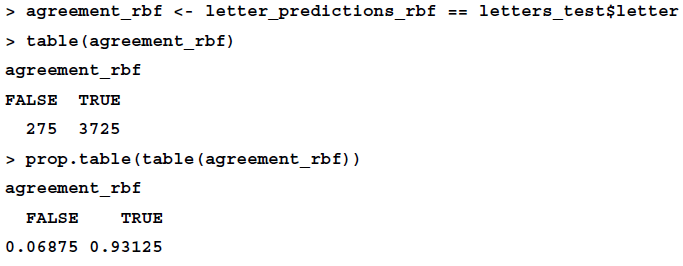 > agreement_rbf <- letter_predictions_rbf == letters_test$letter
> table(agreement_rbf)
agreement_rbf
FALSE  TRUE
  275  3725
> prop.table(table(agreement_rbf))
agreement_rbf
  FALSE    TRUE
0.06875 0.93125